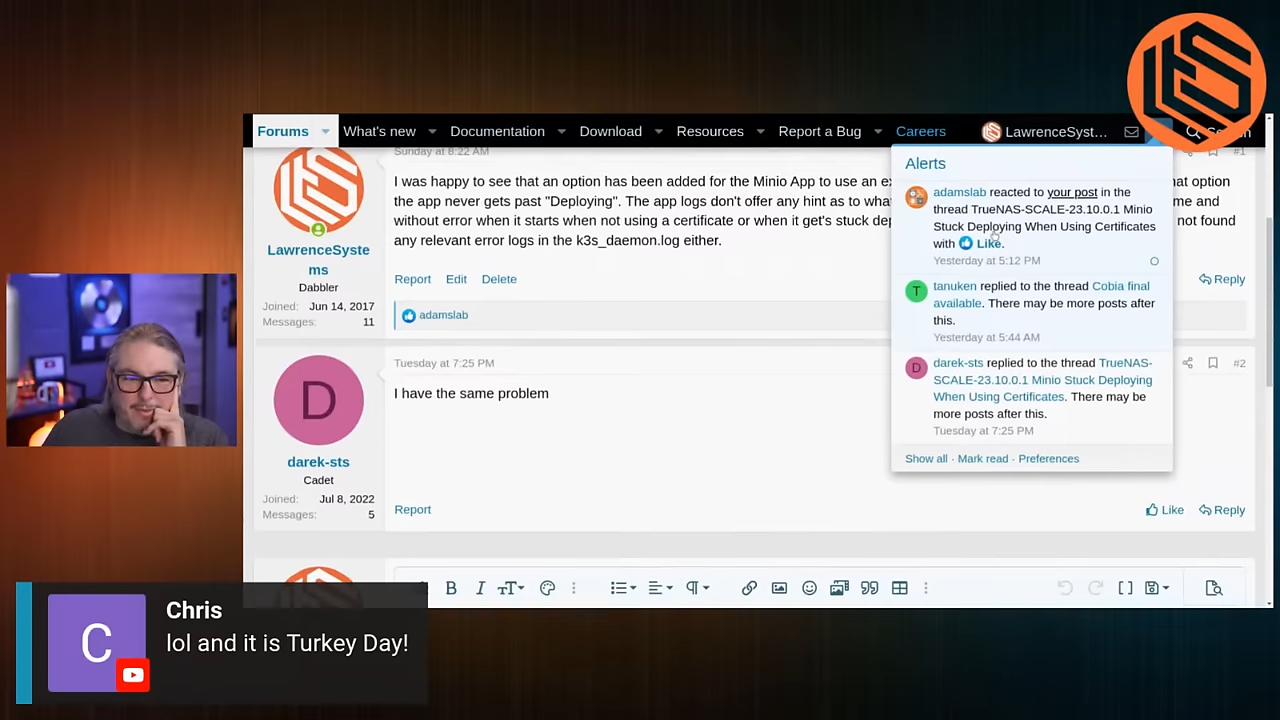 Forums What's new Documentation Download Resources Report a Bug Careers LawrenceSyst...
Sunday at 8:22 AM #1
LawrenceSyste
ms
Dabbler
Joined: Jun 14, 2017
Messages: 11
I was happy to see that an option has been added for the Minio App to use an ex at option
the app never gets past "Deploying". The app logs don't offer any hint as to wha me and
without error when it starts when not using a certificate or when it get's stuck dep not found
any relevant error logs in the k3s_daemon.log either.
Report Edit Delete Reply
adamslab
Alerts
adamslab reacted to your post in the
thread TrueNAS-SCALE-23.10.0.1 Minio
Stuck Deploying When Using Certificates
with Like.
Yesterday at 5:12 PM
T
tanuken replied to the thread Cobia final
available. There may be more posts after
this.
Yesterday at 5:44 AM
D
darek-sts replied to the thread TrueNAS-
SCALE-23.10.0.1 Minio Stuck Deploying
When Using Certificates. There may be
more posts after this.
Tuesday at 7:25 PM
Show all · Mark read · Preferences
D
darek-sts
Cadet
Joined: Jul 8, 2022
Messages: 5
Tuesday at 7:25 PM #2
I have the same problem
Report Like Reply
B I TT
C
Chris
lol and it is Turkey Day!